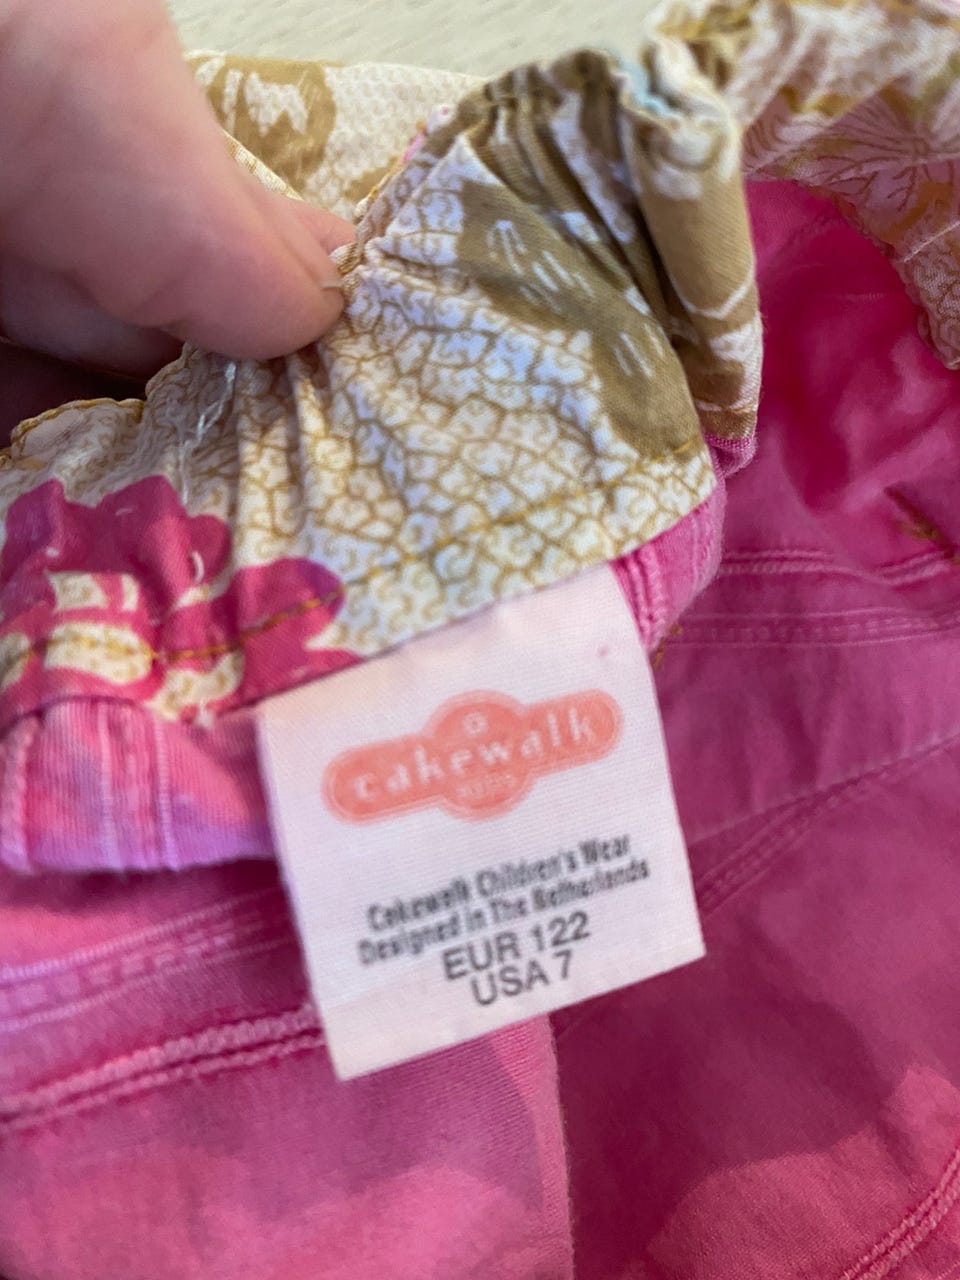 cakewalk
Cakewalk Children's Wear
Designed in The Netherlands
EUR 122
USA 7